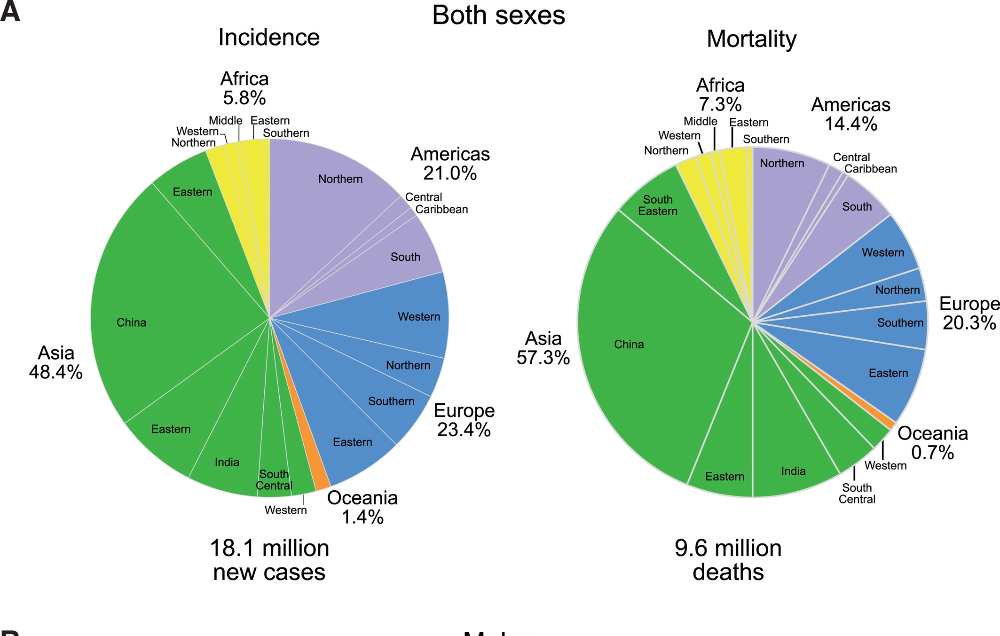 A
Both sexes
Incidence
Africa
5.8%
Middle
Eastern
Western
Southern
Northern
Americas
21.0%
Northern
Central
Caribbean
Eastern
South
China
Western
Asia
48.4%
Northern
Southern
Europe
23.4%
Eastern
Eastern
India
South
Central
Western
Oceania
1.4%
18.1 million
new cases
Mortality
Africa
7.3%
Middle
Eastern
Western
Southern
Northern
Americas
14.4%
Northern
Central
Caribbean
South
Eastern
South
Western
Northern
Europe
20.3%
Southern
Asia
57.3%
China
Eastern
Oceania
0.7%
Western
India
Eastern
South
Central
9.6 million
deaths